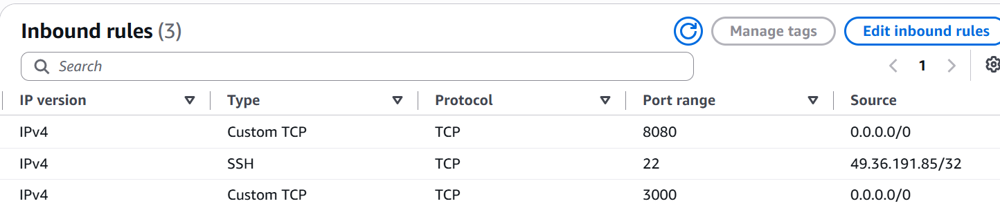 Inbound rules (3)
Manage tags
Edit inbound rules
Search
1
IP version Type Protocol Port range Source
IPv4 Custom TCP TCP 8080 0.0.0.0/0
IPv4 SSH TCP 22 49.36.191.85/32
IPv4 Custom TCP TCP 3000 0.0.0.0/0